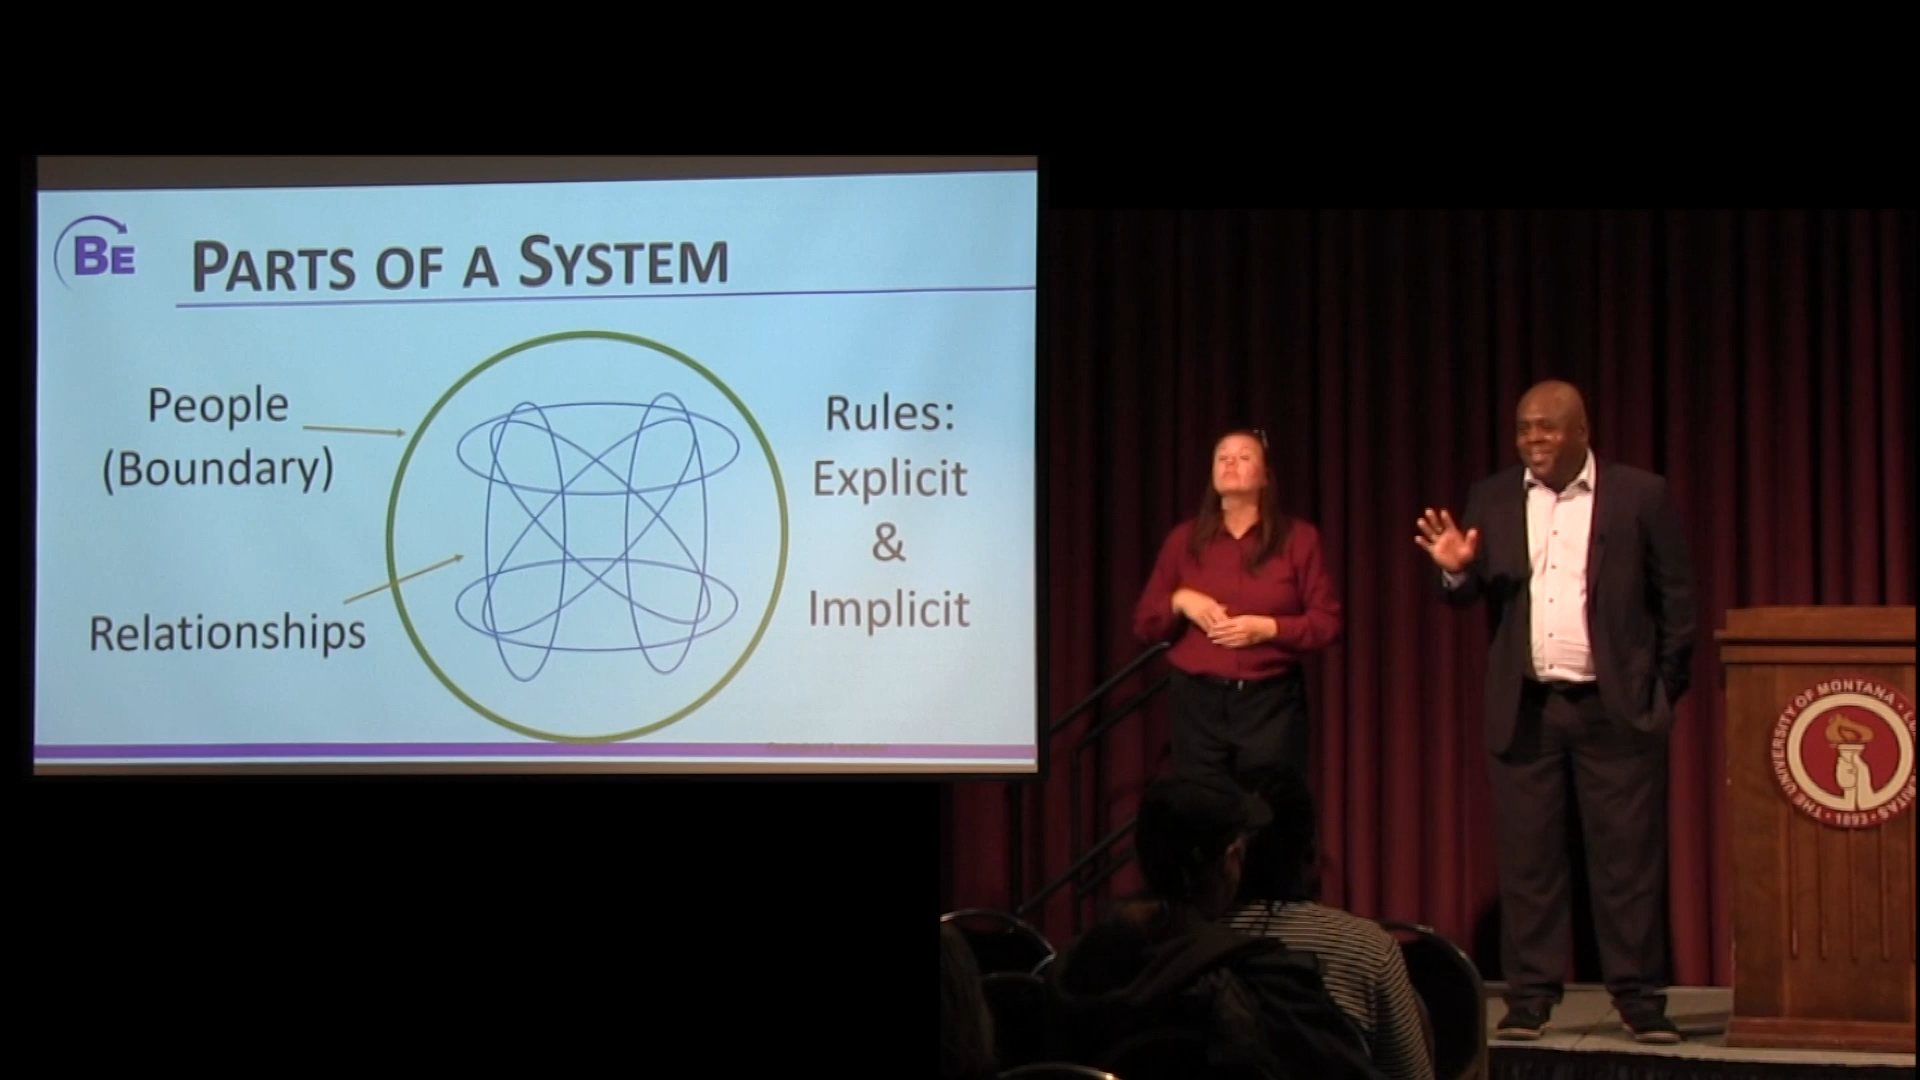 BE
PARTS OF A SYSTEM
People
(Boundary)
Relationships
Rules:
Explicit
&
Implicit
THE UNIVERSITY OF MONTANA
1893